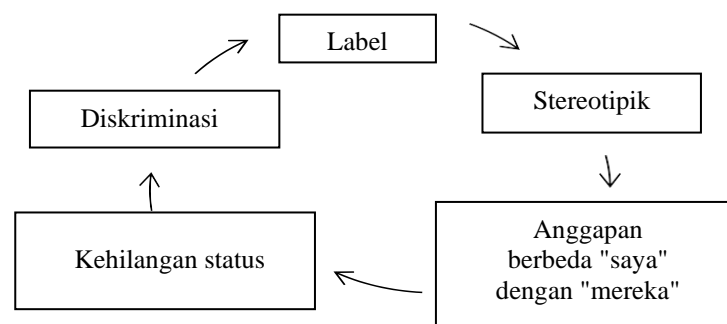 Label
Stereotipik
Diskriminasi
Anggapan
berbeda "saya"
dengan "mereka"
Kehilangan status